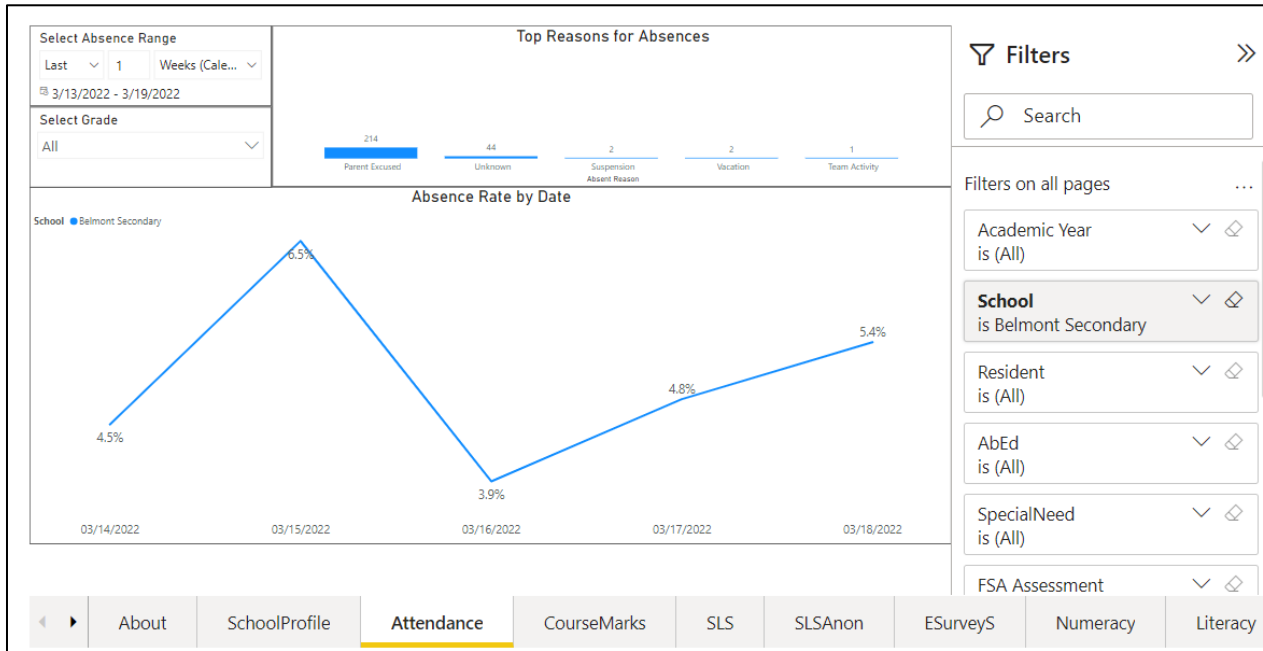 Select Absence Range
Last 1 Weeks (Cale...
3/13/2022 - 3/19/2022
Select Grade
All
Top Reasons for Absences
214 44 2 2 1
Parent Excused Unknown Suspension Vacation Team Activity
Absent Reason
Absence Rate by Date
School Belmont Secondary
6.5%
5.4%
4.8%
4.5%
3.9%
03/14/2022 03/15/2022 03/16/2022 03/17/2022 03/18/2022
Filters
Search
Filters on all pages ...
Academic Year
is (All)
School
is Belmont Secondary
Resident
is (All)
AbEd
is (All)
SpecialNeed
is (All)
FSA Assessment
About SchoolProfile Attendance CourseMarks SLS SLSAnon ESurveyS Numeracy Literacy